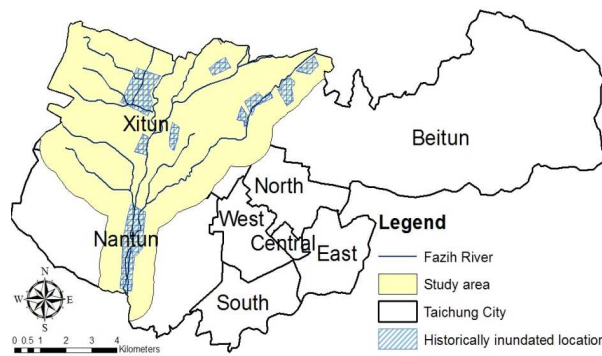 Xitun
Beitun
North
West
Central
East
Nantun
South
Legend
Fazih River
Study area
Taichung City
Historically inundated location
N
W
E
S
0 0.5 1 2 3 4
Kilometers